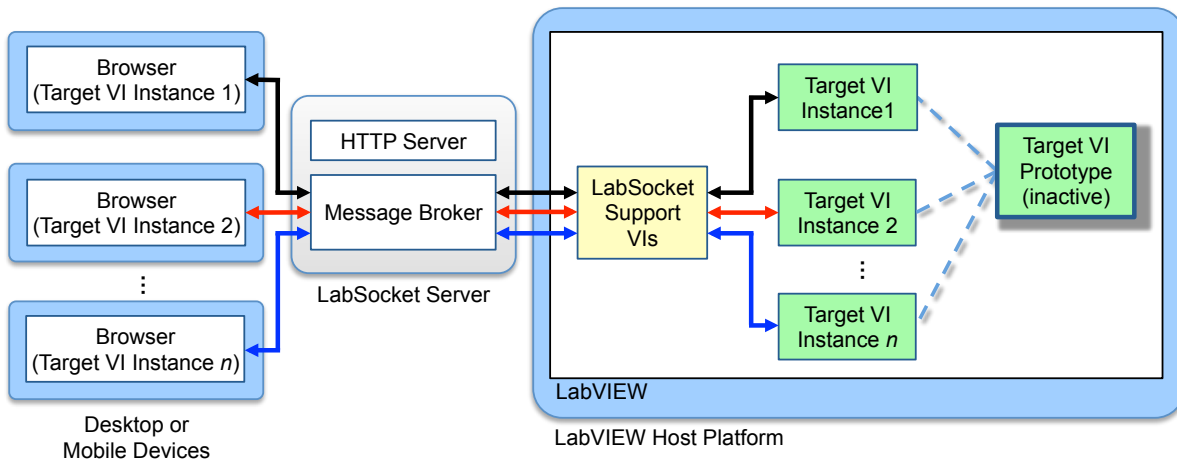 Browser
(Target VI Instance 1)
Browser
(Target VI Instance 2)
...
Browser
(Target VI Instance n)
Desktop or
Mobile Devices
HTTP Server
Message Broker
LabSocket Server
LabSocket
Support
VIs
Target VI
Instance1
Target VI
Instance 2
...
Target VI
Instance n
Target VI
Prototype
(inactive)
LabVIEW
LabVIEW Host Platform